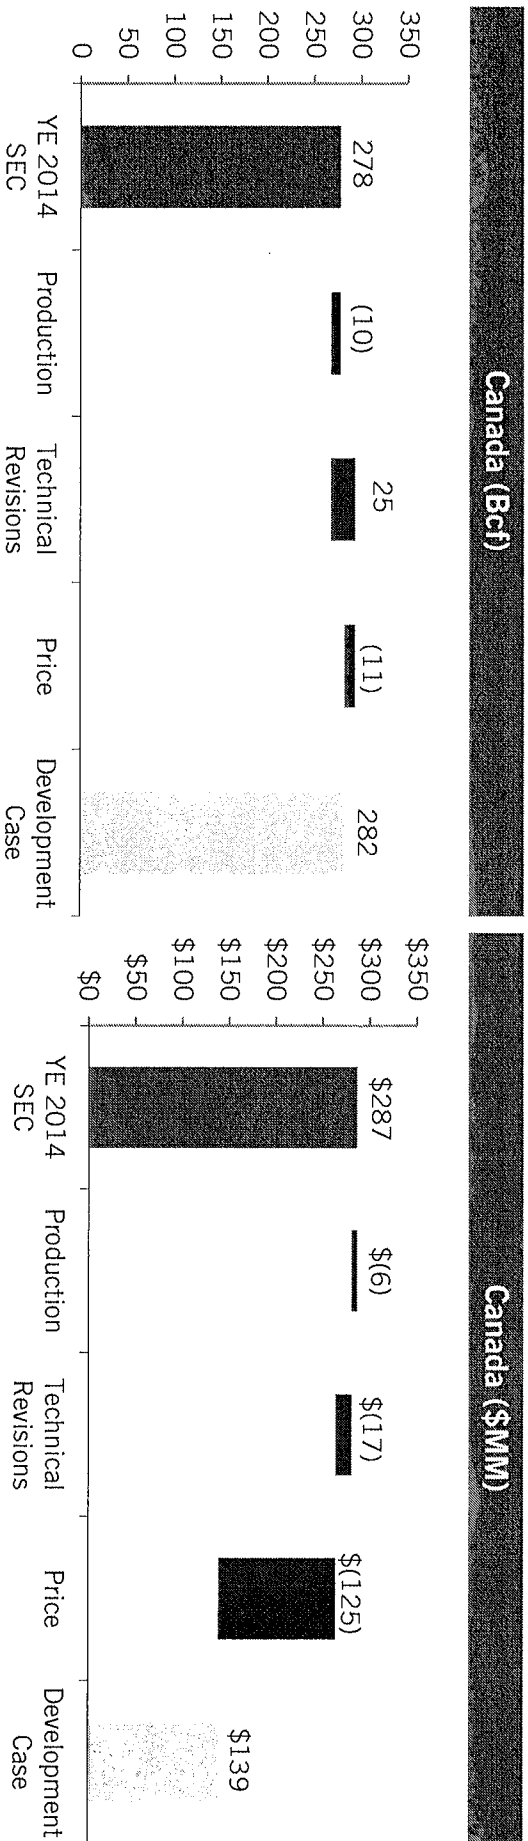 Canada (Bcf)
350
300
250
200
150
100
50
0
278
(10)
25
(11)
282
YE 2014
SEC
Production
Technical
Revisions
Price
Development
Case
Canada ($MM)
$350
$300
$250
$200
$150
$100
$50
$0
$287
$(6)
$(17)
$(125)
$139
YE 2014
SEC
Production
Technical
Revisions
Price
Development
Case